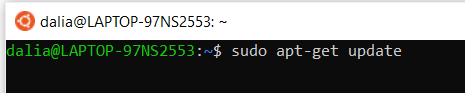 dalia@LAPTOP-97NS2553: ~
dalia@LAPTOP-97NS2553:~$ sudo apt-get update